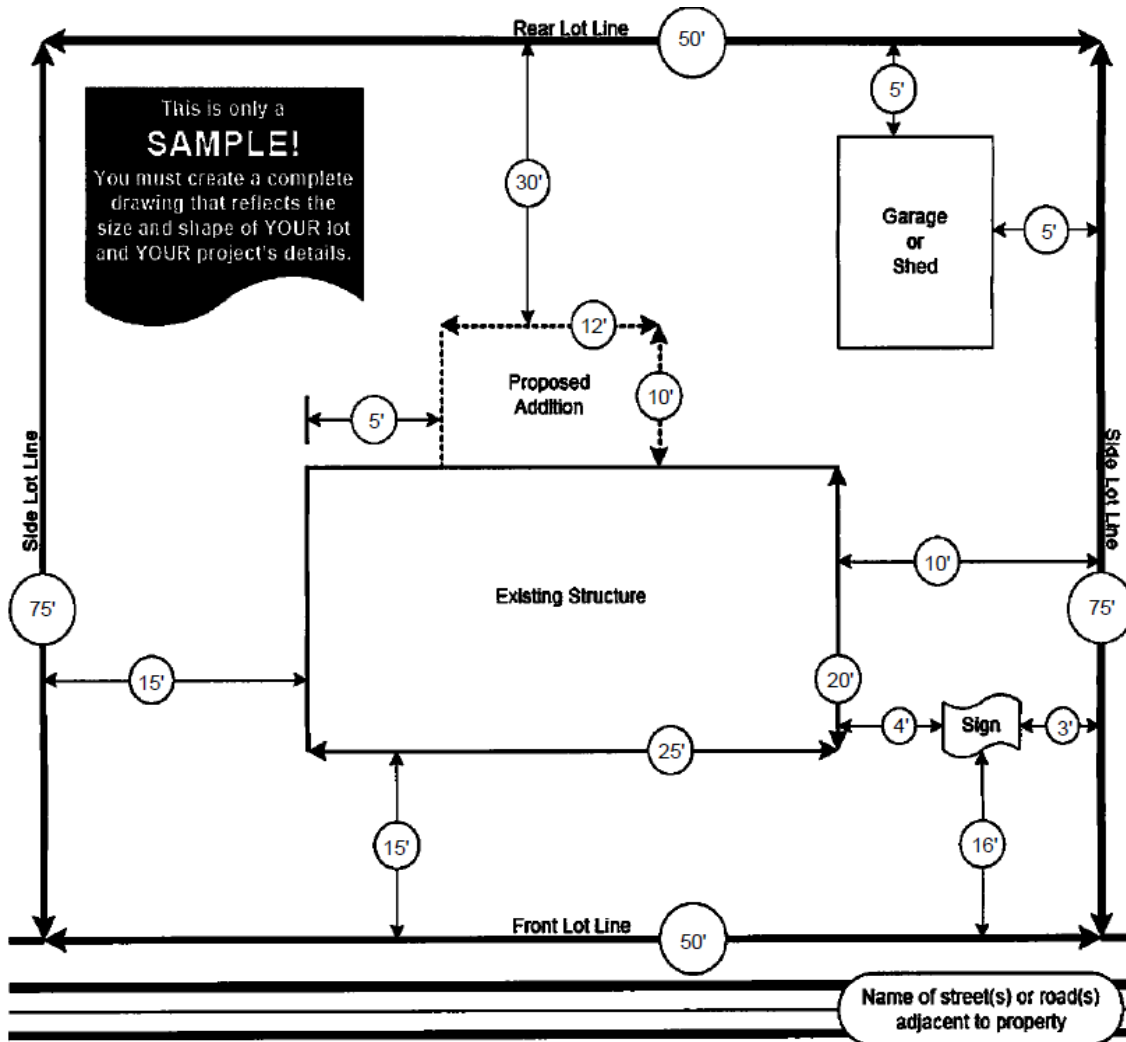 Rear Lot Line
50'
This is only a
SAMPLE!
You must create a complete
drawing that reflects the
size and shape of YOUR lot
and YOUR project's details.
5'
30'
Garage
or
Shed
5'
12'
Proposed
Addition
10'
5'
Side Lot Line
Side Lot Line
10'
Existing Structure
75'
75'
15'
20'
4'
Sign
3'
25'
15'
16'
Front Lot Line
50'
Name of street(s) or road(s)
adjacent to property